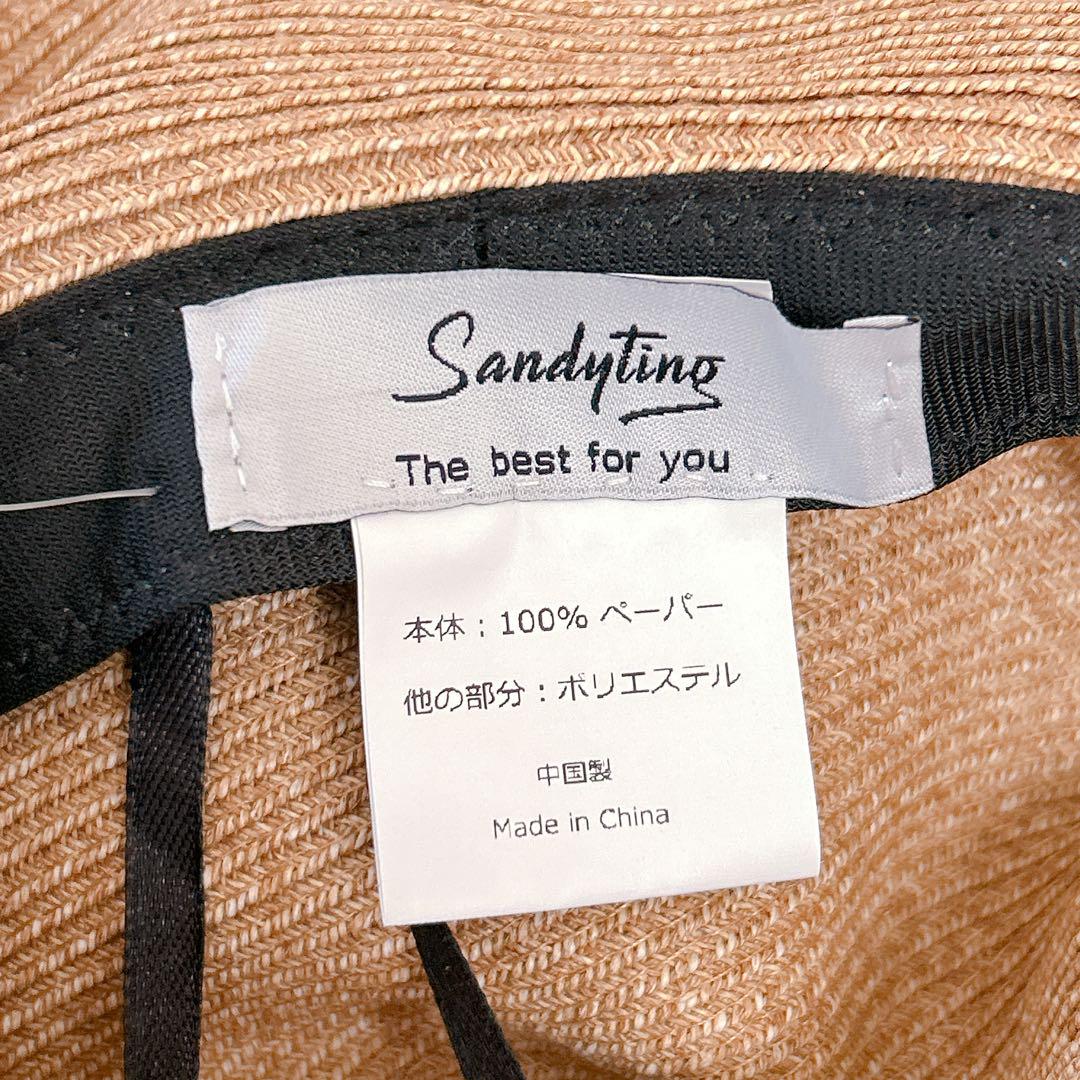 Sandyting
The best for you
本体：100% ペーパー
他の部分：ポリエステル
中国製
Made in China